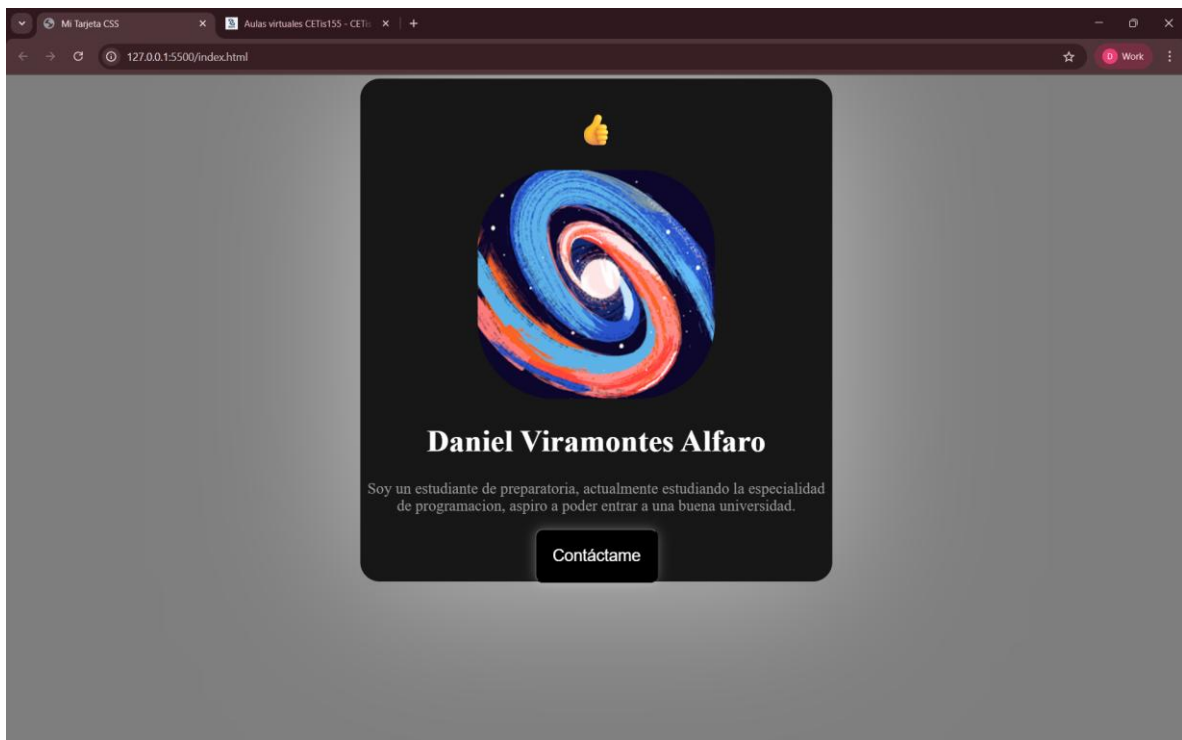 Mi Tarjeta CSS
Aulas virtuales CETis155 - CETis
127.0.0.1:5500/index.html
D
Work
Daniel Viramontes Alfaro
Soy un estudiante de preparatoria, actualmente estudiando la especialidad
de programacion, aspiro a poder entrar a una buena universidad.
Contáctame